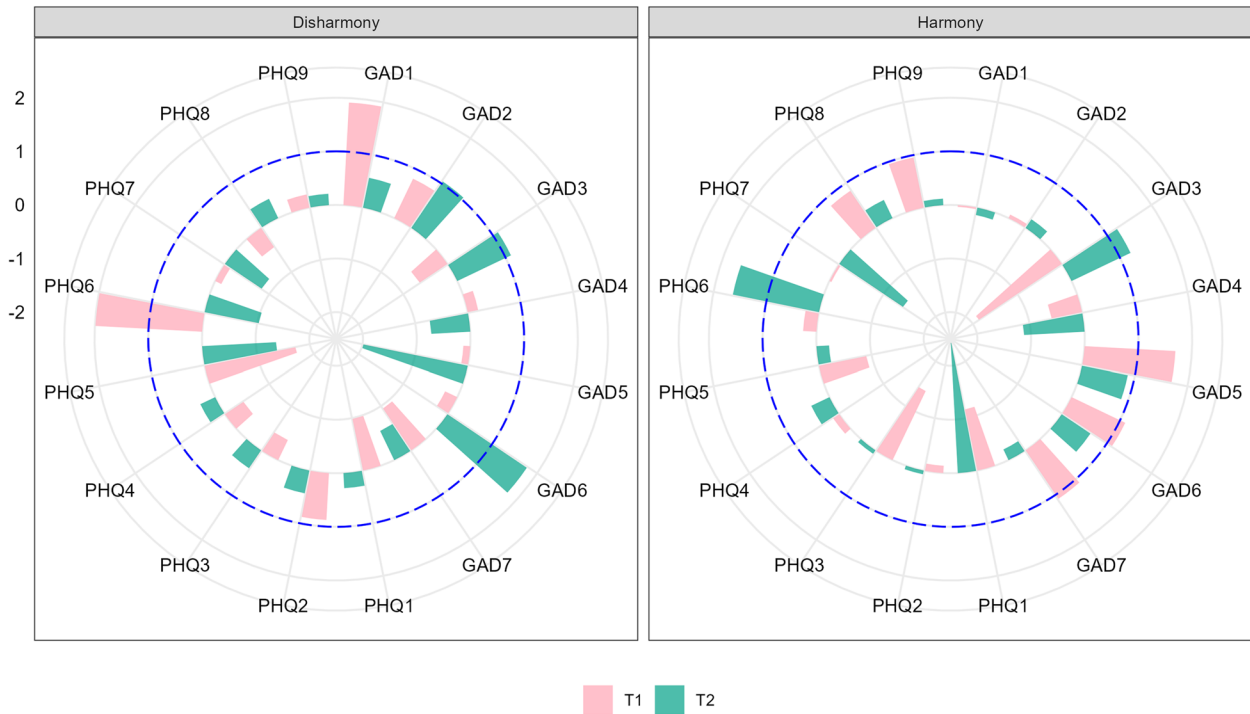 Disharmony
Harmony
2
1
0
-1
-2
PHQ9 GAD1
PHQ8 GAD2
PHQ7 GAD3
PHQ6 GAD4
PHQ5 GAD5
PHQ4 GAD6
PHQ3 GAD7
PHQ2 PHQ1
PHQ9 GAD1
PHQ8 GAD2
PHQ7 GAD3
PHQ6 GAD4
PHQ5 GAD5
PHQ4 GAD6
PHQ3 GAD7
PHQ2 PHQ1
T1 T2